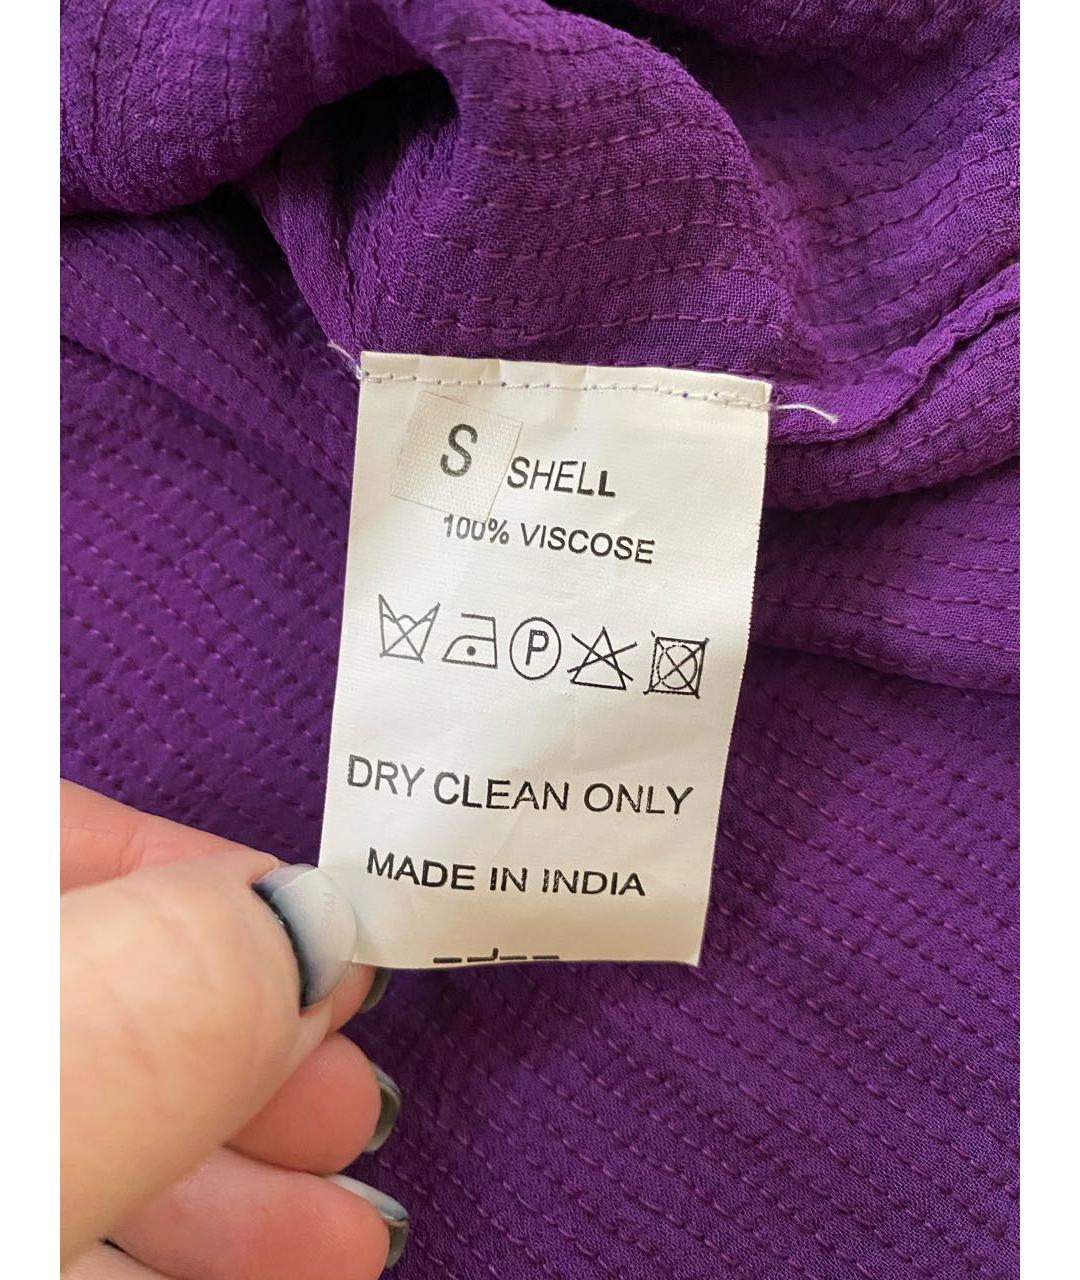 S
SHELL
100% VISCOSE
P
DRY CLEAN ONLY
MADE IN INDIA